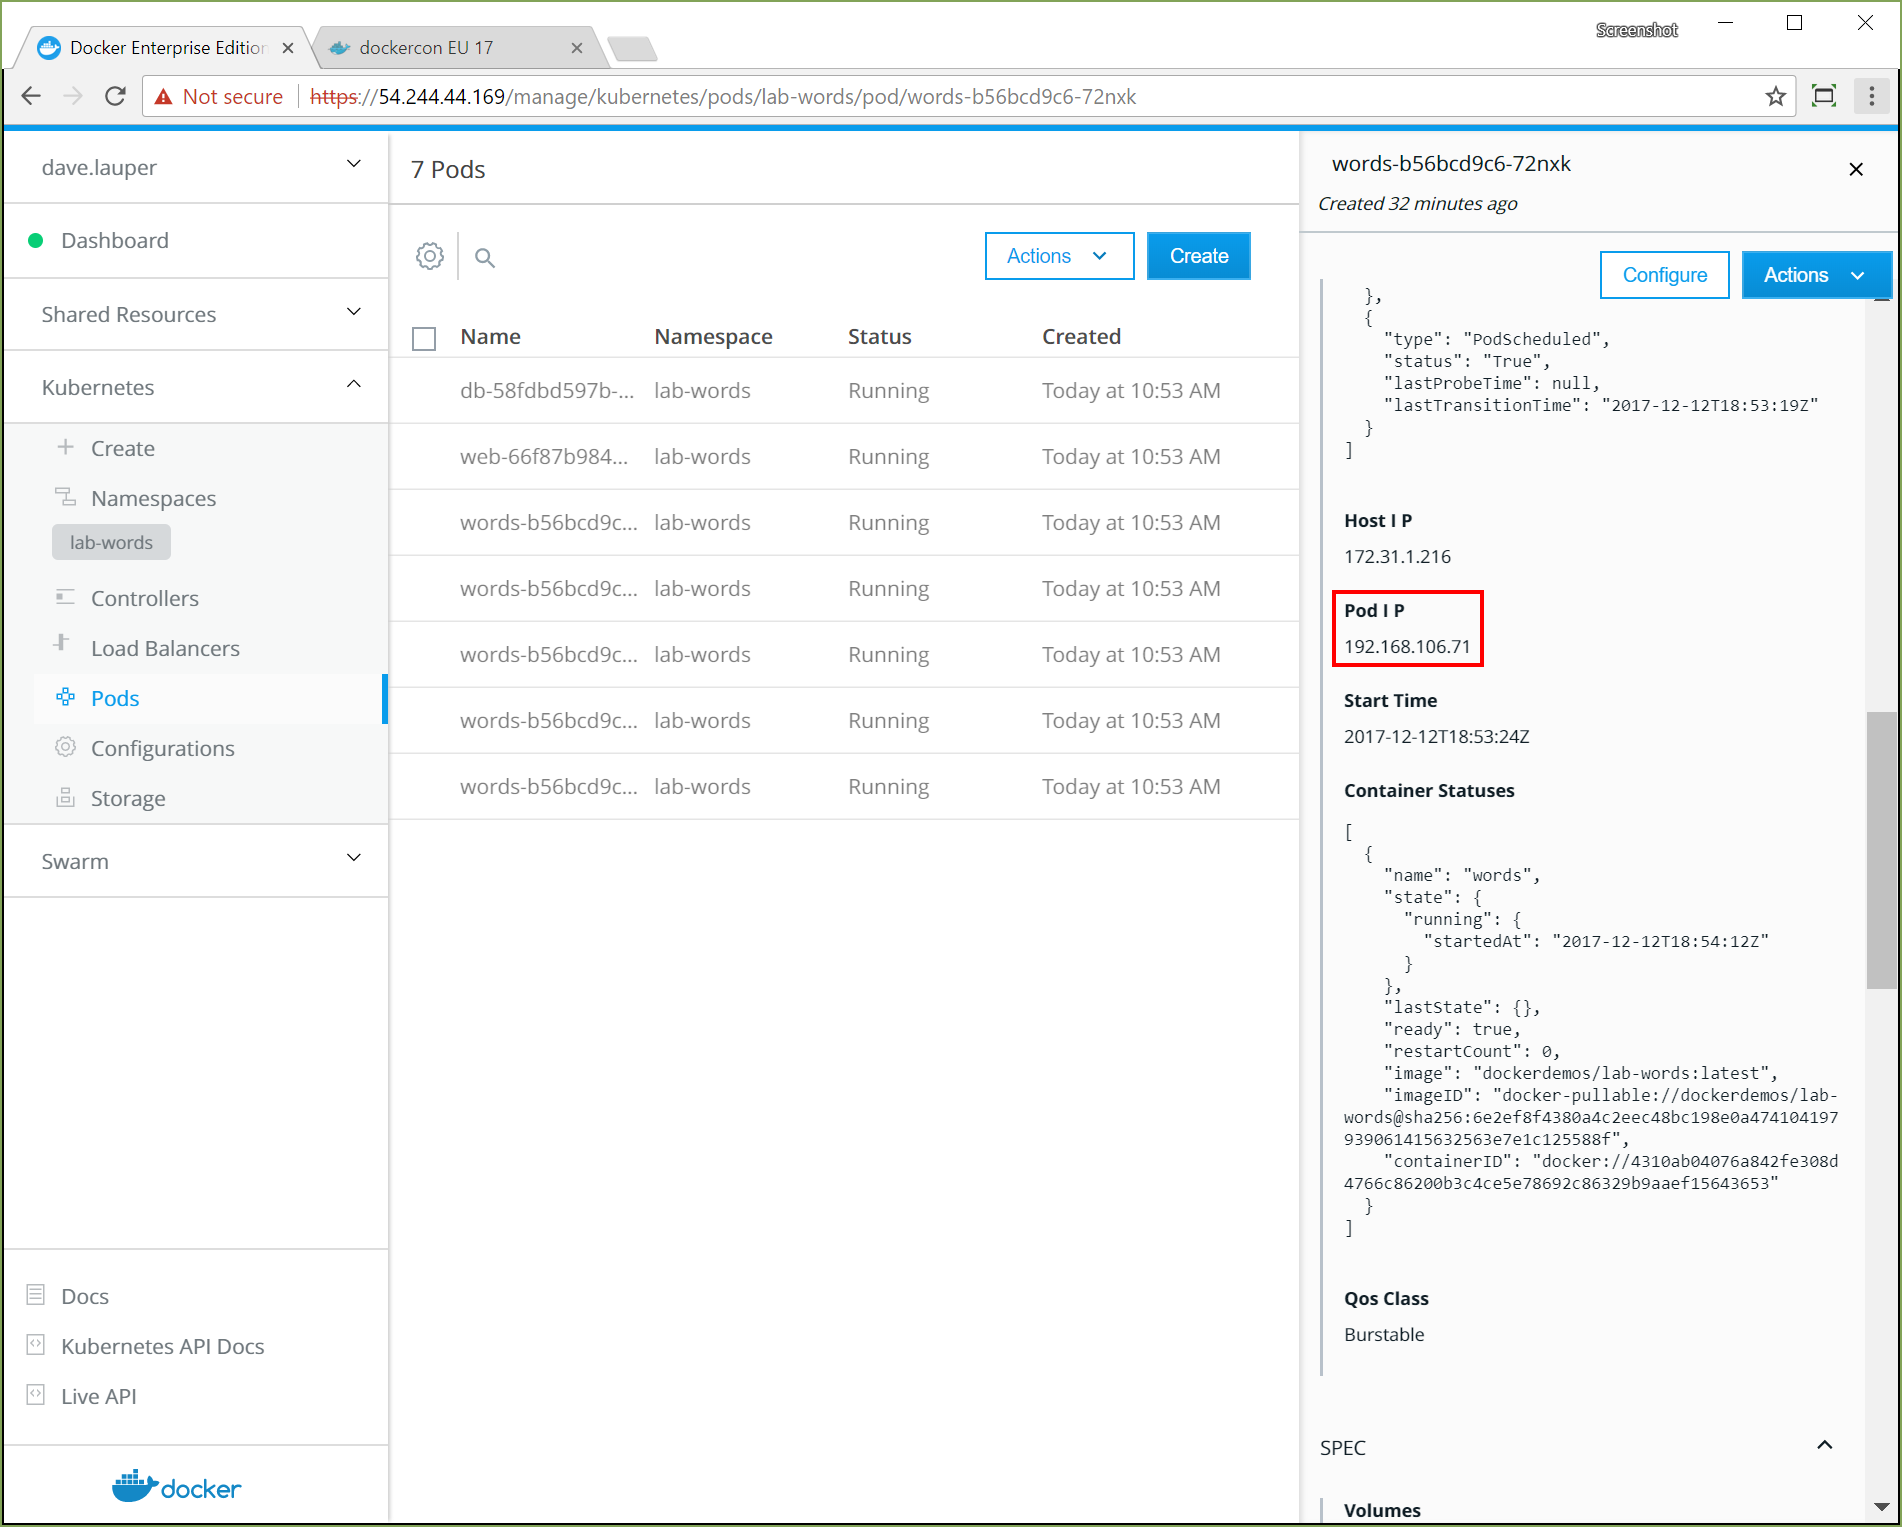 Screenshot
Docker Enterprise Edition
dockercon EU 17
Not secure
https://54.244.44.169/manage/kubernetes/pods/lab-words/pod/words-b56bcd9c6-72nxk
dave.lauper
Dashboard
Shared Resources
Kubernetes
Create
Namespaces
lab-words
Controllers
Load Balancers
Pods
Configurations
Storage
Swarm
Docs
Kubernetes API Docs
Live API
docker
7 Pods
Actions
Create
Name Namespace Status Created
db-58fdbd597b-... lab-words Running Today at 10:53 AM
web-66f87b984... lab-words Running Today at 10:53 AM
words-b56bcd9c... lab-words Running Today at 10:53 AM
words-b56bcd9c... lab-words Running Today at 10:53 AM
words-b56bcd9c... lab-words Running Today at 10:53 AM
words-b56bcd9c... lab-words Running Today at 10:53 AM
words-b56bcd9c... lab-words Running Today at 10:53 AM
words-b56bcd9c6-72nxk
Created 32 minutes ago
Configure
Actions
},
{
"type": "PodScheduled",
"status": "True",
"lastProbeTime": null,
"lastTransitionTime": "2017-12-12T18:53:19Z"
}
]
Host I P
172.31.1.216
Pod I P
192.168.106.71
Start Time
2017-12-12T18:53:24Z
Container Statuses
[
{
"name": "words",
"state": {
"running": {
"startedAt": "2017-12-12T18:54:12Z"
}
},
"lastState": {},
"ready": true,
"restartCount": 0,
"image": "dockerdemos/lab-words:latest",
"imageID": "docker-pullable://dockerdemos/lab-
words@sha256:6e2ef8f4380a4c2eec48bc198e0a474104197
939061415632563e7e1c125588f",
"containerID": "docker://4310ab04076a842fe308d
4766c86200b3c4ce5e78692c86329b9aaef15643653"
}
]
Qos Class
Burstable
SPEC
Volumes